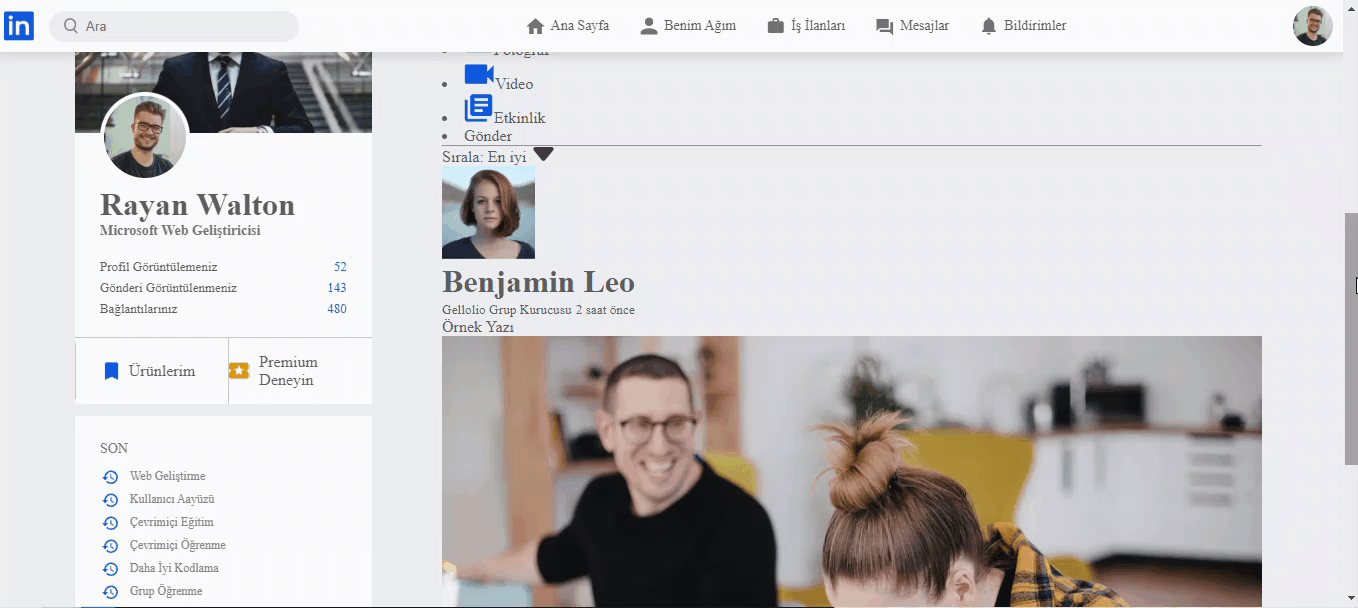 in
Ara
Ana Sayfa
Benim Ağım
İş İlanları
Mesajlar
Bildirimler
Rayan Walton
Microsoft Web Geliştiricisi
Profil Görüntülemeniz 52
Gönderi Görüntülenmeniz 143
Bağlantılarınız 480
Ürünlerim
Premium
Deneyin
SON
Web Geliştirme
Kullanıcı Aayüzü
Çevrimiçi Eğitim
Çevrimiçi Öğrenme
Daha İyi Kodlama
Grup Öğrenme
Fotoğraf
Video
Etkinlik
Gönder
Sırala: En iyi
Benjamin Leo
Gellolio Grup Kurucusu 2 saat önce
Örnek Yazı